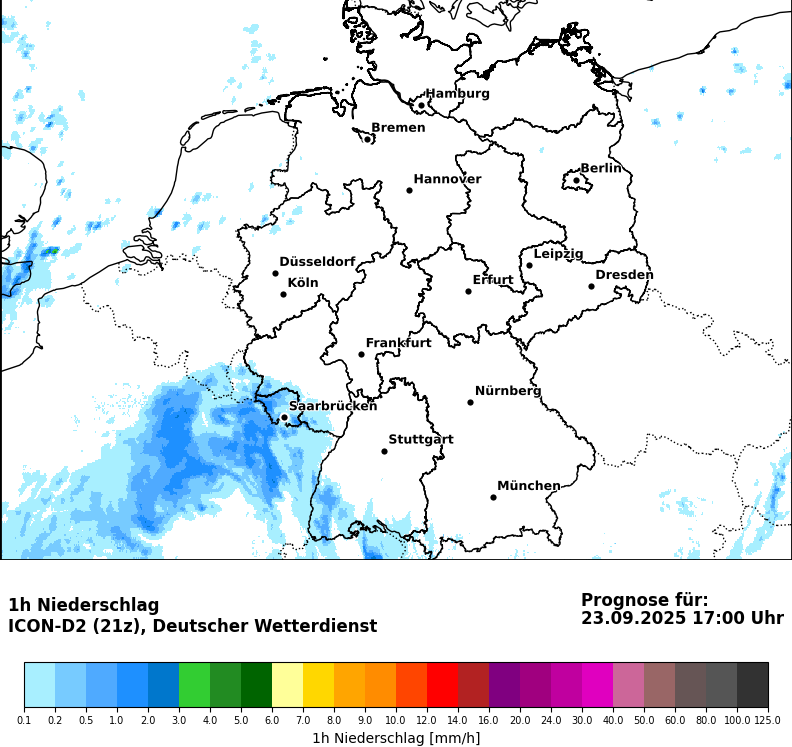 Hamburg
Bremen
Berlin
Hannover
Leipzig
Düsseldorf
Dresden
Köln
Erfurt
Frankfurt
Nürnberg
Saarbrücken
Stuttgart
München
1h Niederschlag
ICON-D2 (21z), Deutscher Wetterdienst
Prognose für:
23.09.2025 17:00 Uhr
0.1 0.2 0.5 1.0 2.0 3.0 4.0 5.0 6.0 7.0 8.0 9.0 10.0 12.0 14.0 16.0 20.0 24.0 30.0 40.0 50.0 60.0 80.0 100.0 125.0
1h Niederschlag [mm/h]